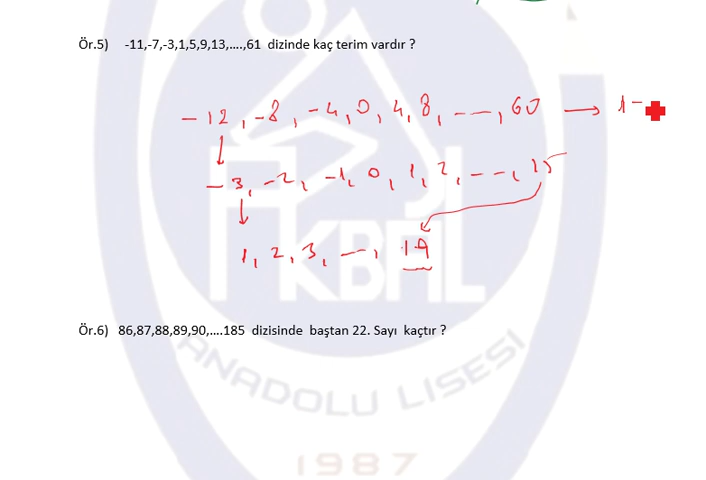 Ör.5) -11,-7,-3,1,5,9,13,....,61 dizinde kaç terim vardır ?
-12, -8, -4, 0, 4, 8, ---, 60 → 1-
-3, -2, -1, 0, 1, 2, ---, 15
1, 2, 3, --, 19
KBAL
Ör.6) 86,87,88,89,90,....185 dizisinde baştan 22. Sayı kaçtır ?
ANADOLU LISESI
1987